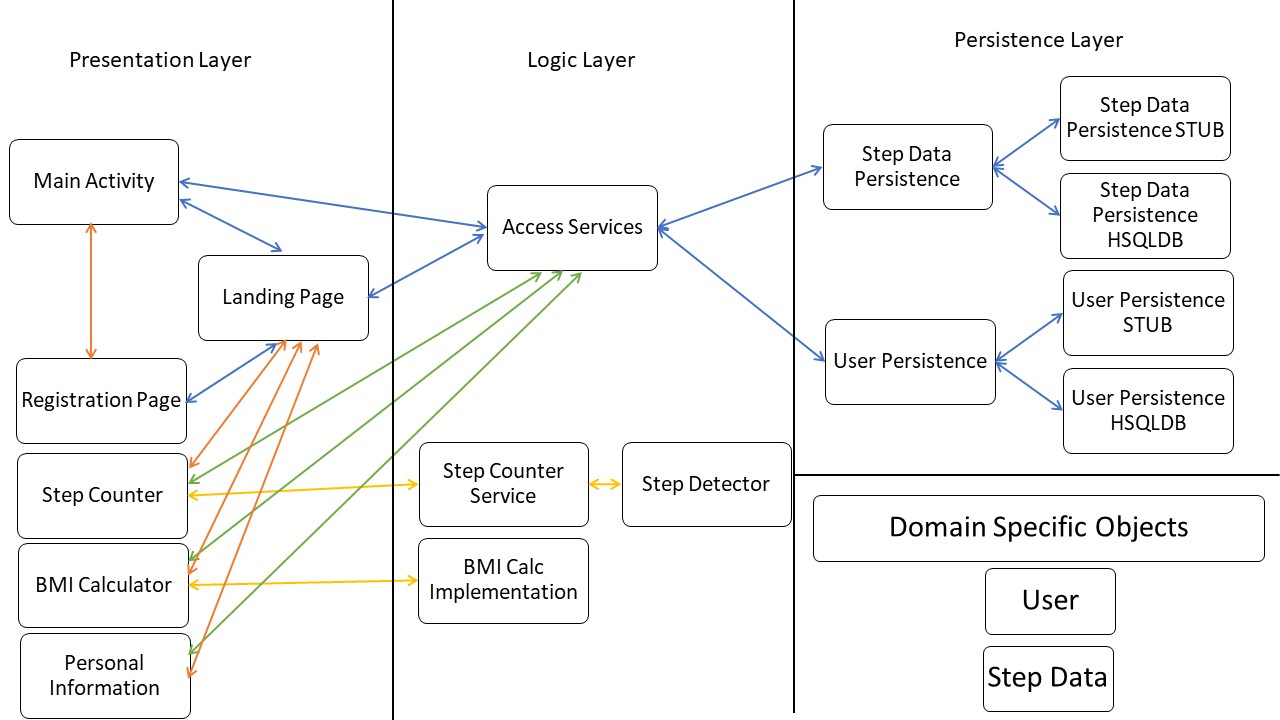 Presentation Layer
Logic Layer
Persistence Layer
Main Activity
Landing Page
Registration Page
Step Counter
BMI Calculator
Personal
Information
Access Services
Step Counter
Service
Step Detector
BMI Calc
Implementation
Step Data
Persistence
Step Data
Persistence STUB
Step Data
Persistence
HSQLDB
User Persistence
User Persistence
STUB
User Persistence
HSQLDB
Domain Specific Objects
User
Step Data